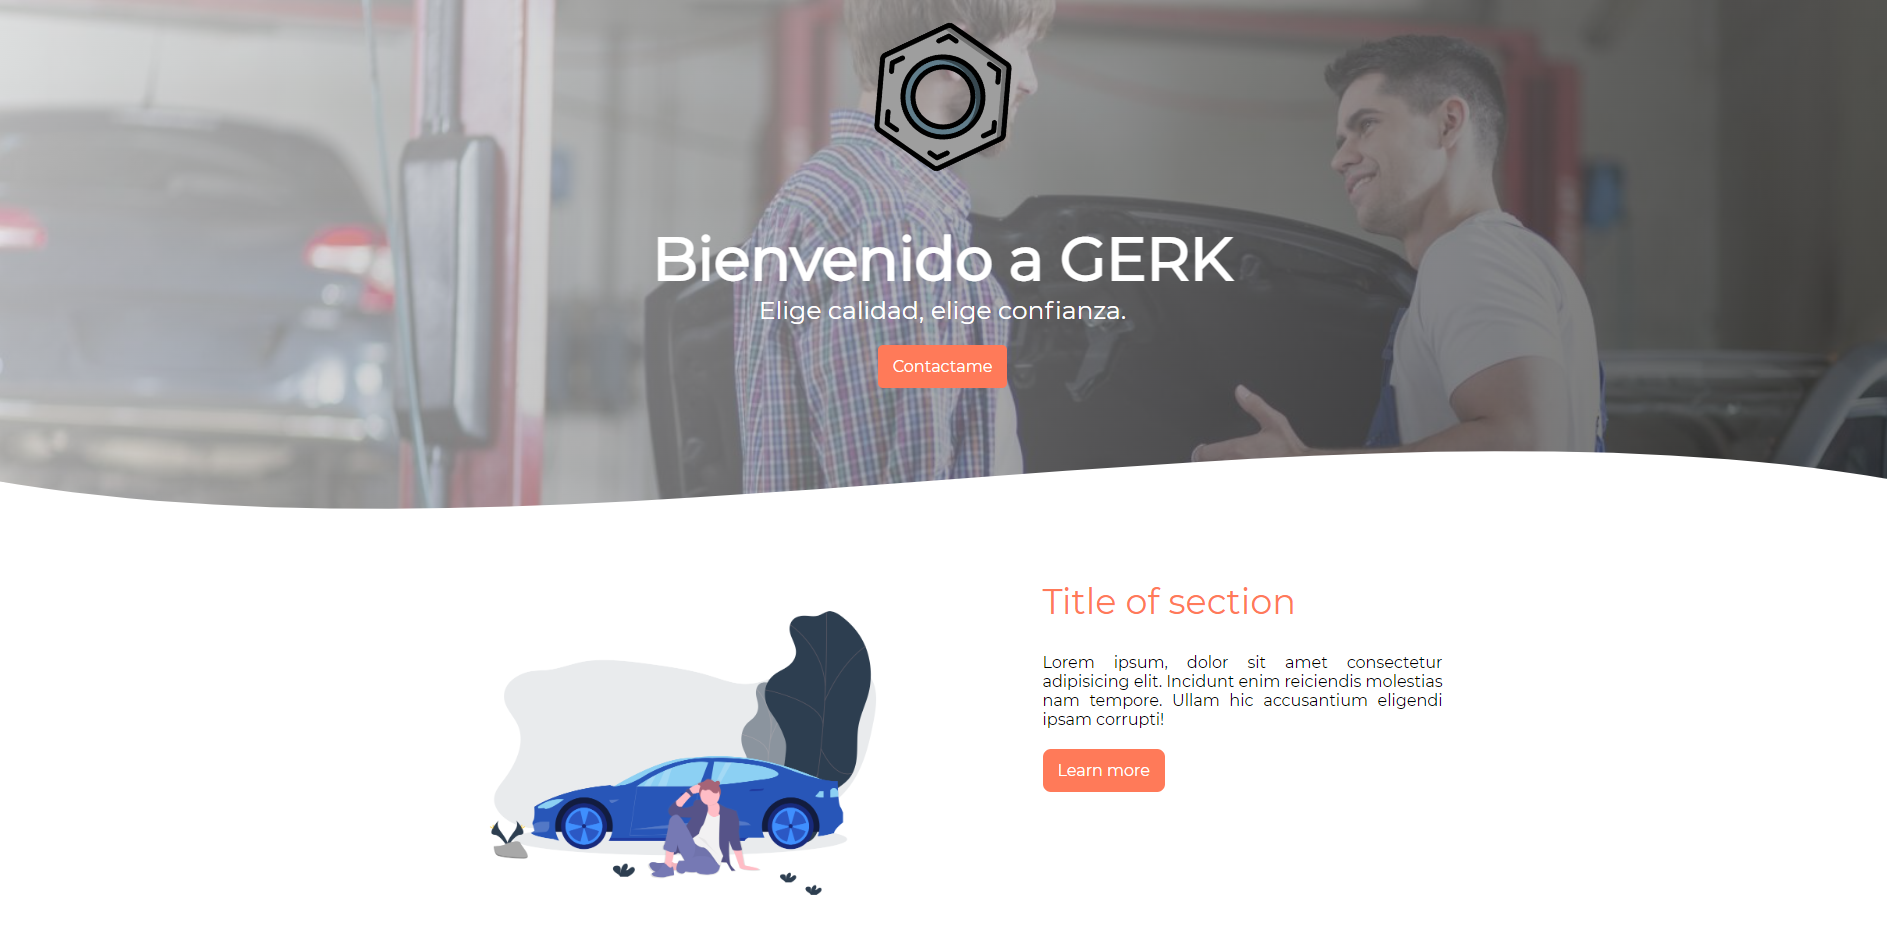 Bienvenido a GERK
Elige calidad, elige confianza.
Contactame
Title of section
Lorem ipsum, dolor sit amet consectetur
adipisicing elit. Incidunt enim reiciendis molestias
nam tempore. Ullam hic accusantium eligendi
ipsam corrupti!
Learn more